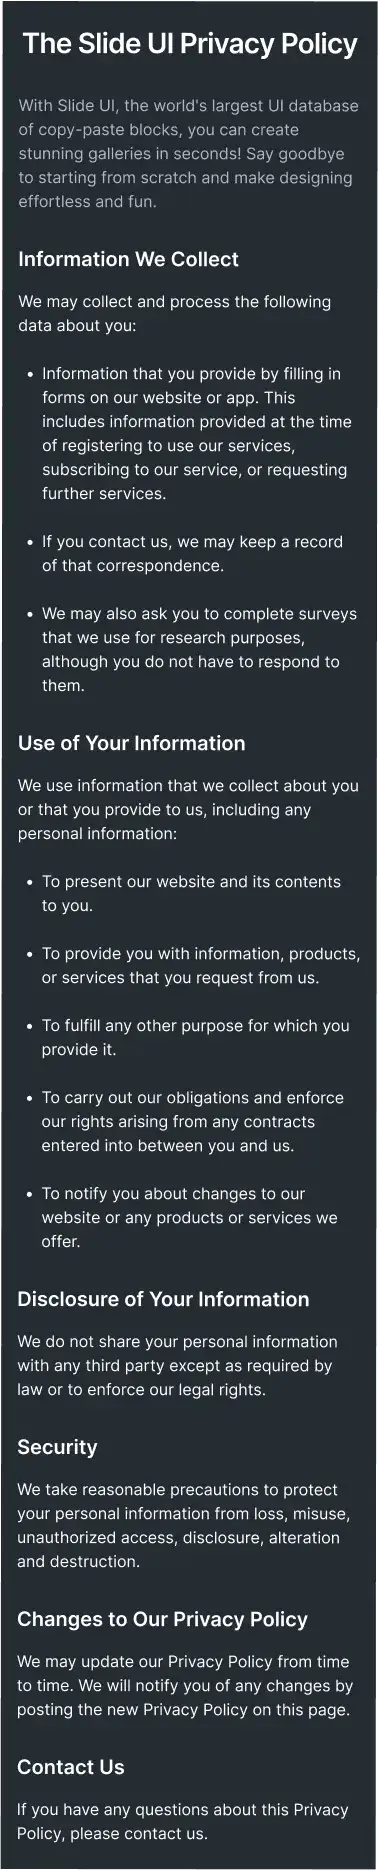 The Slide UI Privacy Policy
With Slide UI, the world's largest UI database
of copy-paste blocks, you can create
stunning galleries in seconds! Say goodbye
to starting from scratch and make designing
effortless and fun.
Information We Collect
We may collect and process the following
data about you:
• Information that you provide by filling in
forms on our website or app. This
includes information provided at the time
of registering to use our services,
subscribing to our service, or requesting
further services.
• If you contact us, we may keep a record
of that correspondence.
• We may also ask you to complete surveys
that we use for research purposes,
although you do not have to respond to
them.
Use of Your Information
We use information that we collect about you
or that you provide to us, including any
personal information:
• To present our website and its contents
to you.
• To provide you with information, products,
or services that you request from us.
• To fulfill any other purpose for which you
provide it.
• To carry out our obligations and enforce
our rights arising from any contracts
entered into between you and us.
• To notify you about changes to our
website or any products or services we
offer.
Disclosure of Your Information
We do not share your personal information
with any third party except as required by
law or to enforce our legal rights.
Security
We take reasonable precautions to protect
your personal information from loss, misuse,
unauthorized access, disclosure, alteration
and destruction.
Changes to Our Privacy Policy
We may update our Privacy Policy from time
to time. We will notify you of any changes by
posting the new Privacy Policy on this page.
Contact Us
If you have any questions about this Privacy
Policy, please contact us.